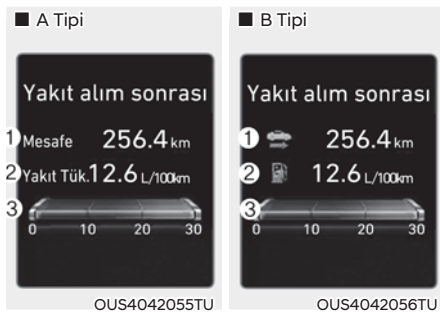 ■ A Tipi
Yakıt alım sonrası
1 Mesafe 256.4 km
2 Yakıt Tük. 12.6 L/100km
3
0 10 20 30
OUS4042055TU
■ B Tipi
Yakıt alım sonrası
1 256.4 km
2 12.6 L/100km
3
0 10 20 30
OUS4042056TU